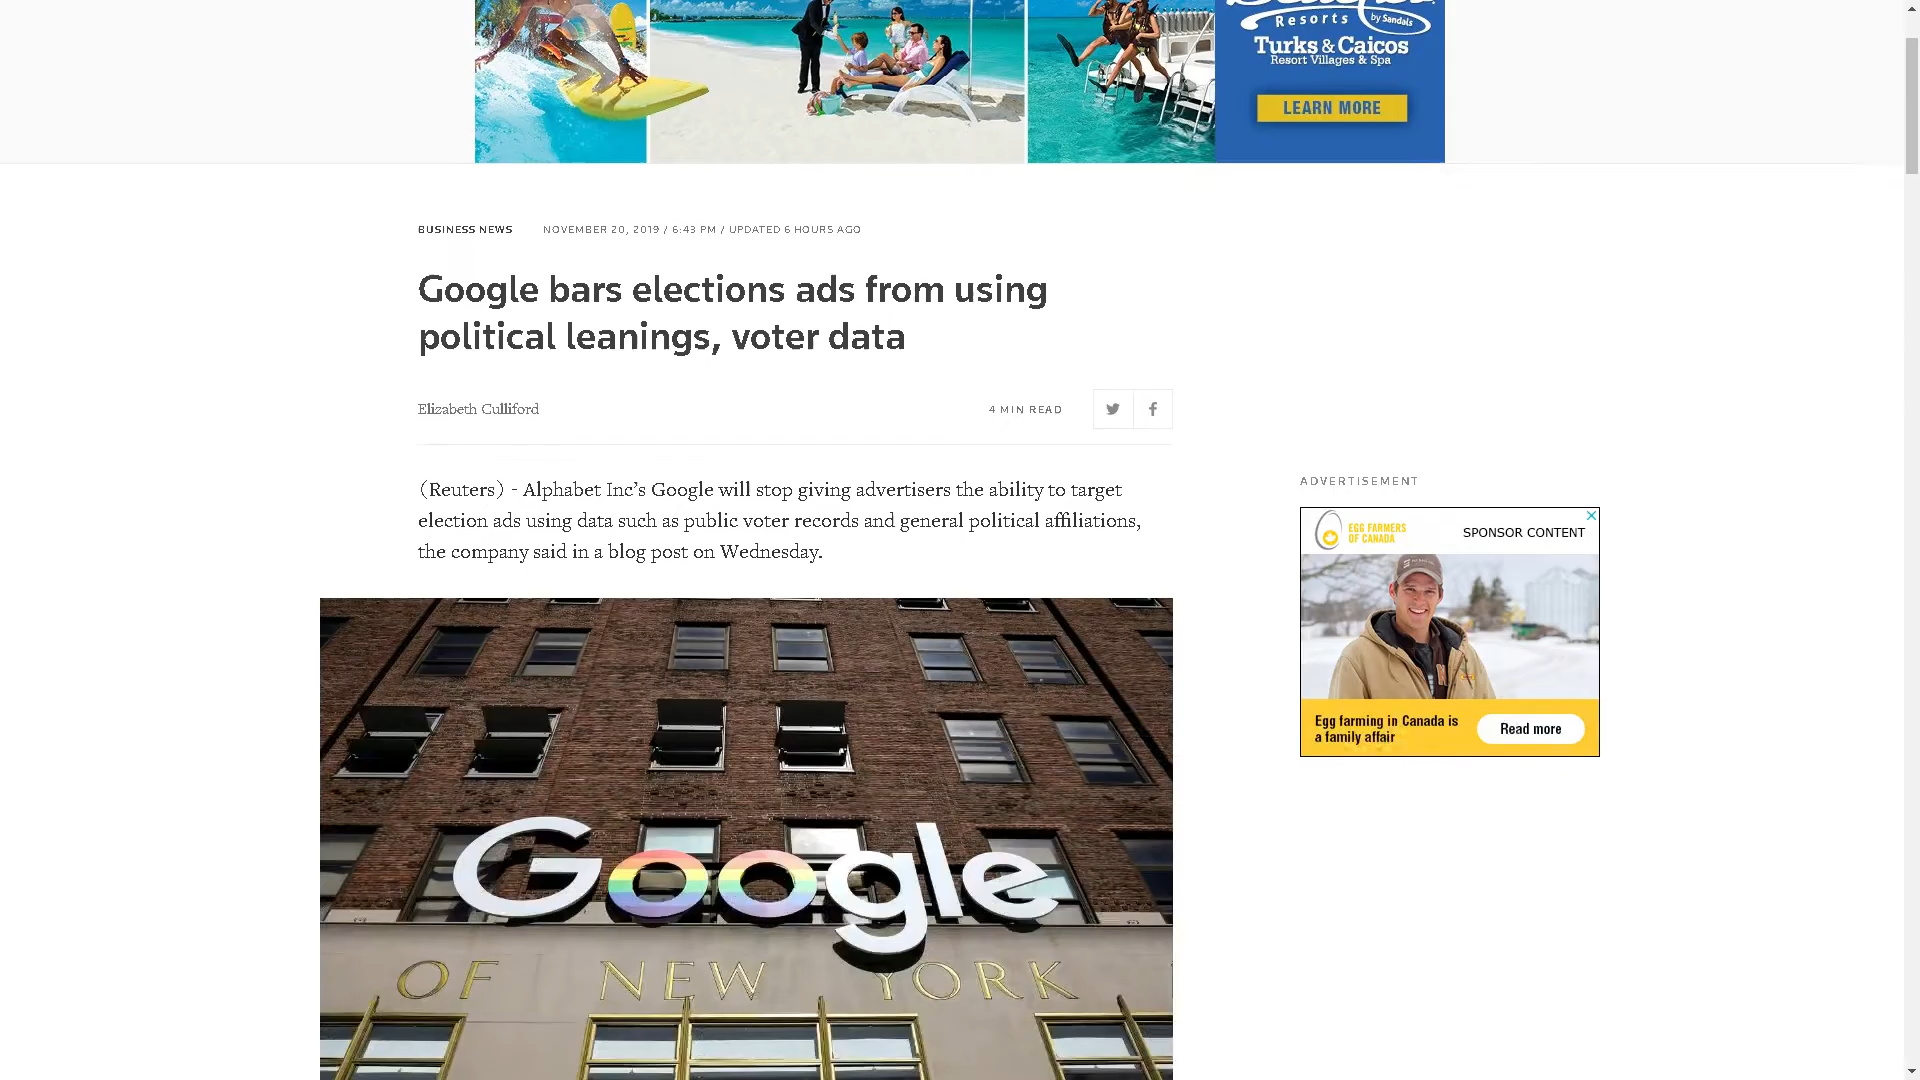 Resorts by Sandals
Turks & Caicos
Resort Villages & Spa
LEARN MORE
BUSINESS NEWS NOVEMBER 20, 2019 / 6:43 PM / UPDATED 6 HOURS AGO
Google bars elections ads from using
political leanings, voter data
Elizabeth Culliford
4 MIN READ
(Reuters) - Alphabet Inc’s Google will stop giving advertisers the ability to target
election ads using data such as public voter records and general political affiliations,
the company said in a blog post on Wednesday.
ADVERTISEMENT
EGG FARMERS
OF CANADA
SPONSOR CONTENT
Egg farming in Canada is
a family affair
Read more
Google
OF NEW YORK